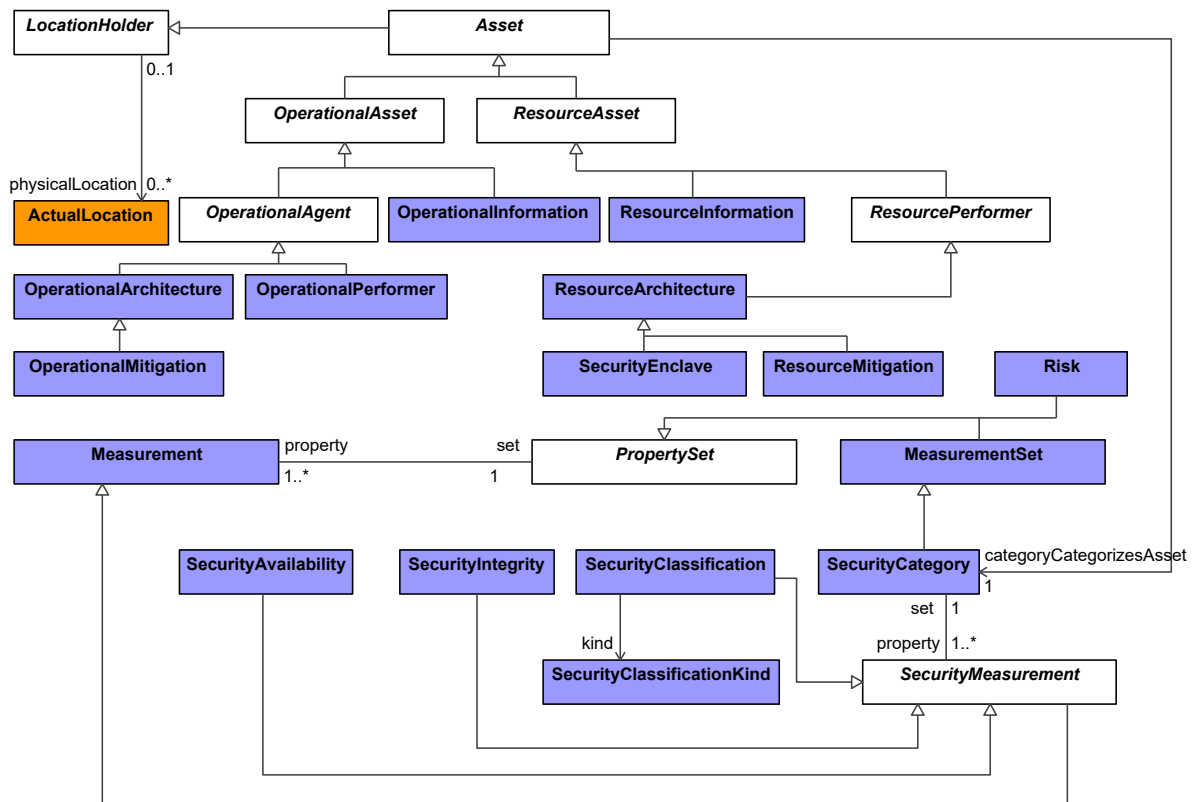 LocationHolder
Asset
0..1
OperationalAsset
ResourceAsset
physicalLocation
0..*
ActualLocation
OperationalAgent
OperationalInformation
ResourceInformation
ResourcePerformer
OperationalArchitecture
OperationalPerformer
ResourceArchitecture
OperationalMitigation
SecurityEnclave
ResourceMitigation
Risk
Measurement
property
set
1..*
1
PropertySet
MeasurementSet
SecurityAvailability
SecurityIntegrity
SecurityClassification
SecurityCategory
categoryCategorizesAsset
1
set
1
kind
property
1..*
SecurityClassificationKind
SecurityMeasurement